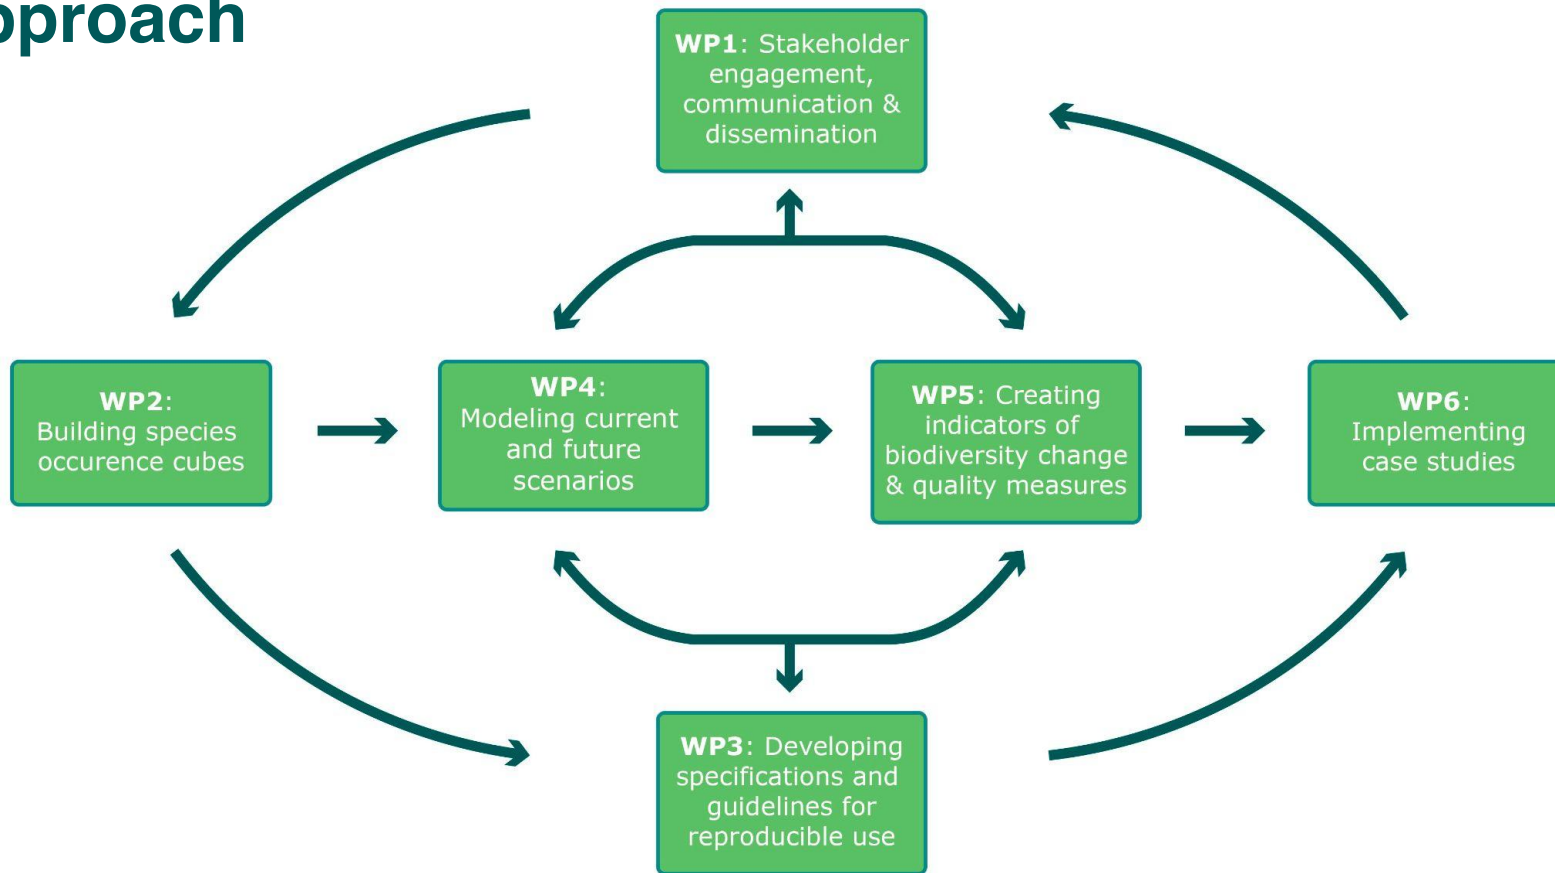 pproach
WP1: Stakeholder
engagement,
communication &
dissemination
WP2:
Building species
occurence cubes
WP4:
Modeling current
and future
scenarios
WP5: Creating
indicators of
biodiversity change
& quality measures
WP6:
Implementing
case studies
WP3: Developing
specifications and
guidelines for
reproducible use